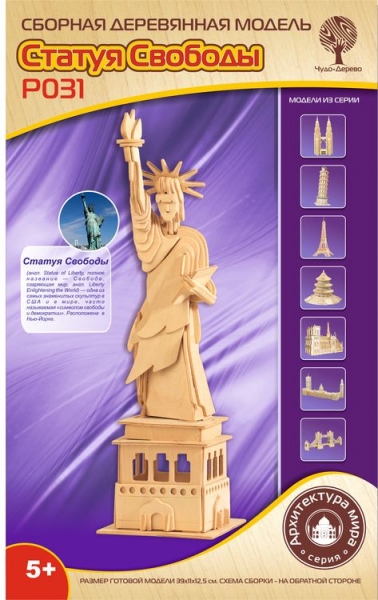 СБОРНАЯ ДЕРЕВЯННАЯ МОДЕЛЬ
Статуя Свободы
P031
Чудо-Дерево
МОДЕЛИ ИЗ СЕРИИ
Статуя Свободы
(англ. Statue of Liberty, полное
название — Свобода,
озаряющая мир, англ. Liberty
Enlightening the World) — одна из
самых знаменитых скульптур в
США и в мире, часто
называемая «символом свободы
и демократии». Расположена в
Нью-Йорке.
Архитектура мира
серия
5+
РАЗМЕР ГОТОВОЙ МОДЕЛИ 39х11х12,5 см. СХЕМА СБОРКИ - НА ОБРАТНОЙ СТОРОНЕ